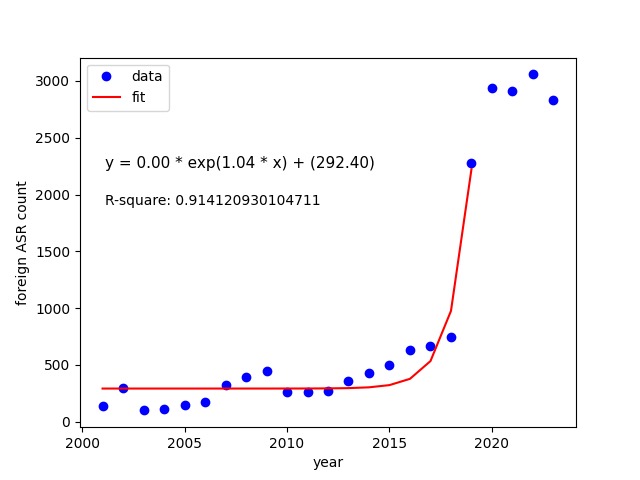 data
fit
y = 0.00 * exp(1.04 * x) + (292.40)
R-square: 0.914120930104711
foreign ASR count
3000
2500
2000
1500
1000
500
0
2000
2005
2010
2015
2020
year